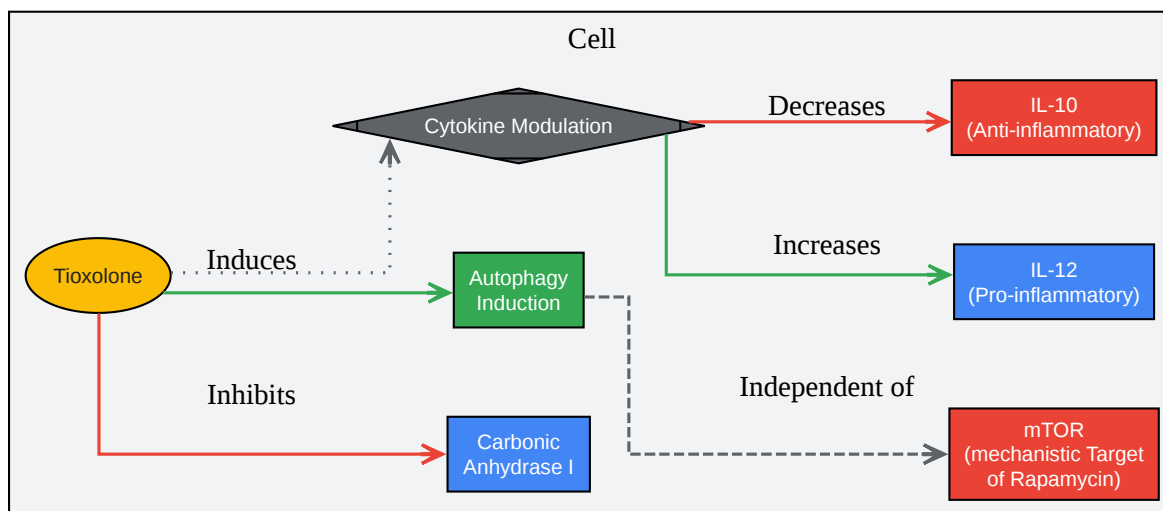 Cell
Decreases
IL-10
(Anti-inflammatory)
Cytokine Modulation
Increases
IL-12
(Pro-inflammatory)
Tioxolone
Induces
Autophagy
Induction
Inhibits
Independent of
Carbonic
Anhydrase I
mTOR
(mechanistic Target
of Rapamycin)